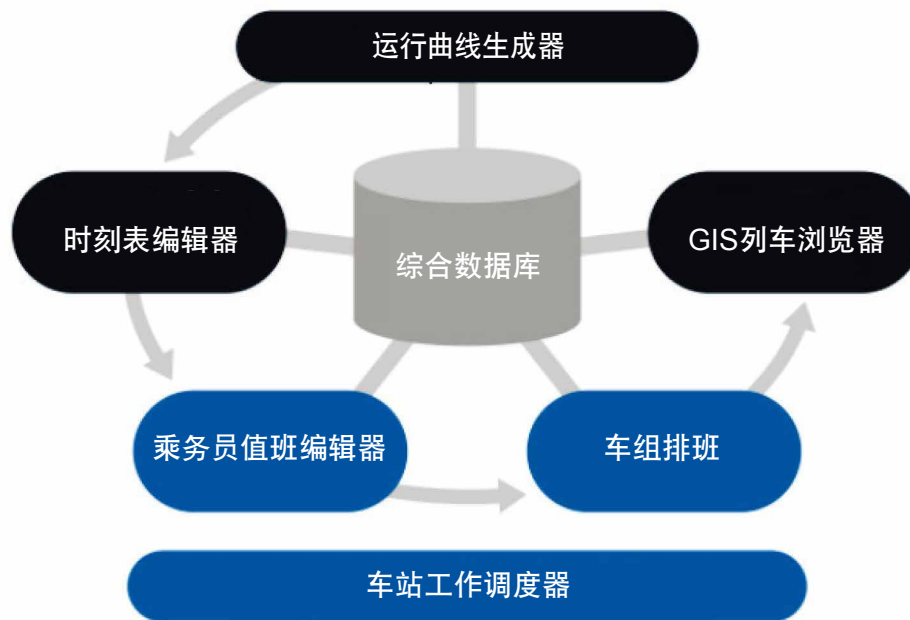 运行曲线生成器
时刻表编辑器
GIS列车浏览器
综合数据库
乘务员值班编辑器
车组排班
车站工作调度器